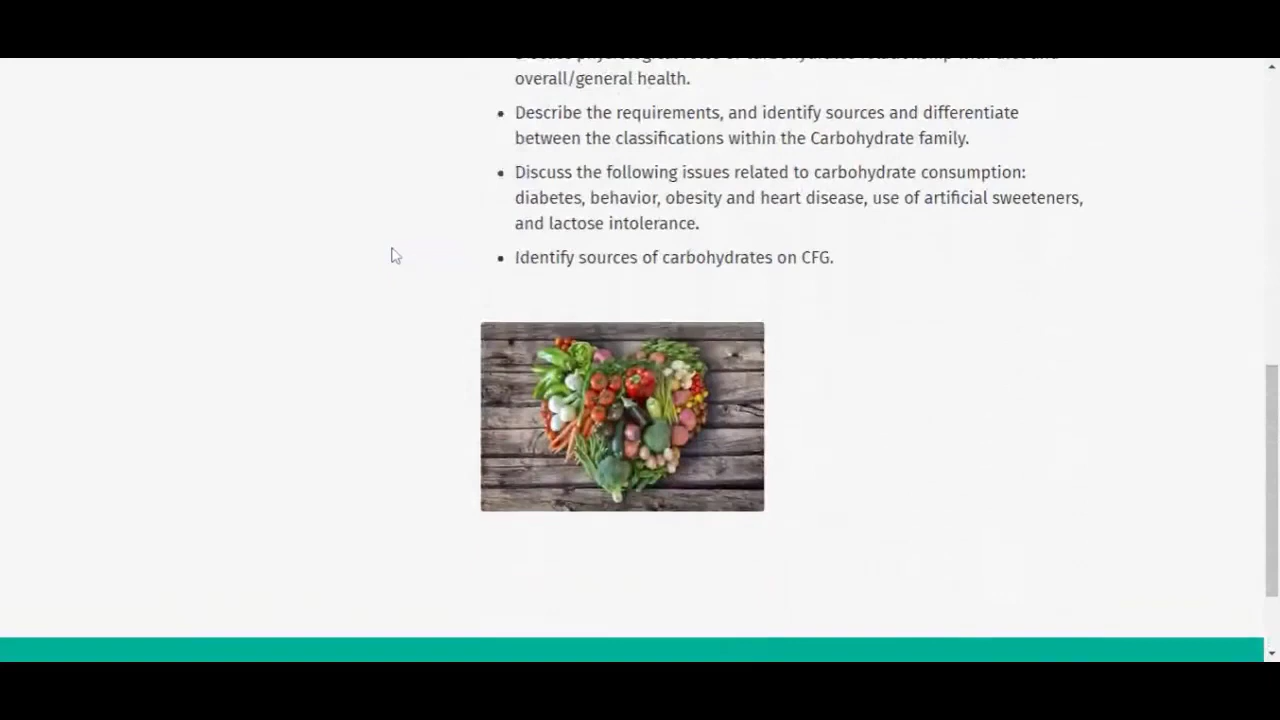 overall/general health.
• Describe the requirements, and identify sources and differentiate
between the classifications within the Carbohydrate family.
• Discuss the following issues related to carbohydrate consumption:
diabetes, behavior, obesity and heart disease, use of artificial sweeteners,
and lactose intolerance.
• Identify sources of carbohydrates on CFG.